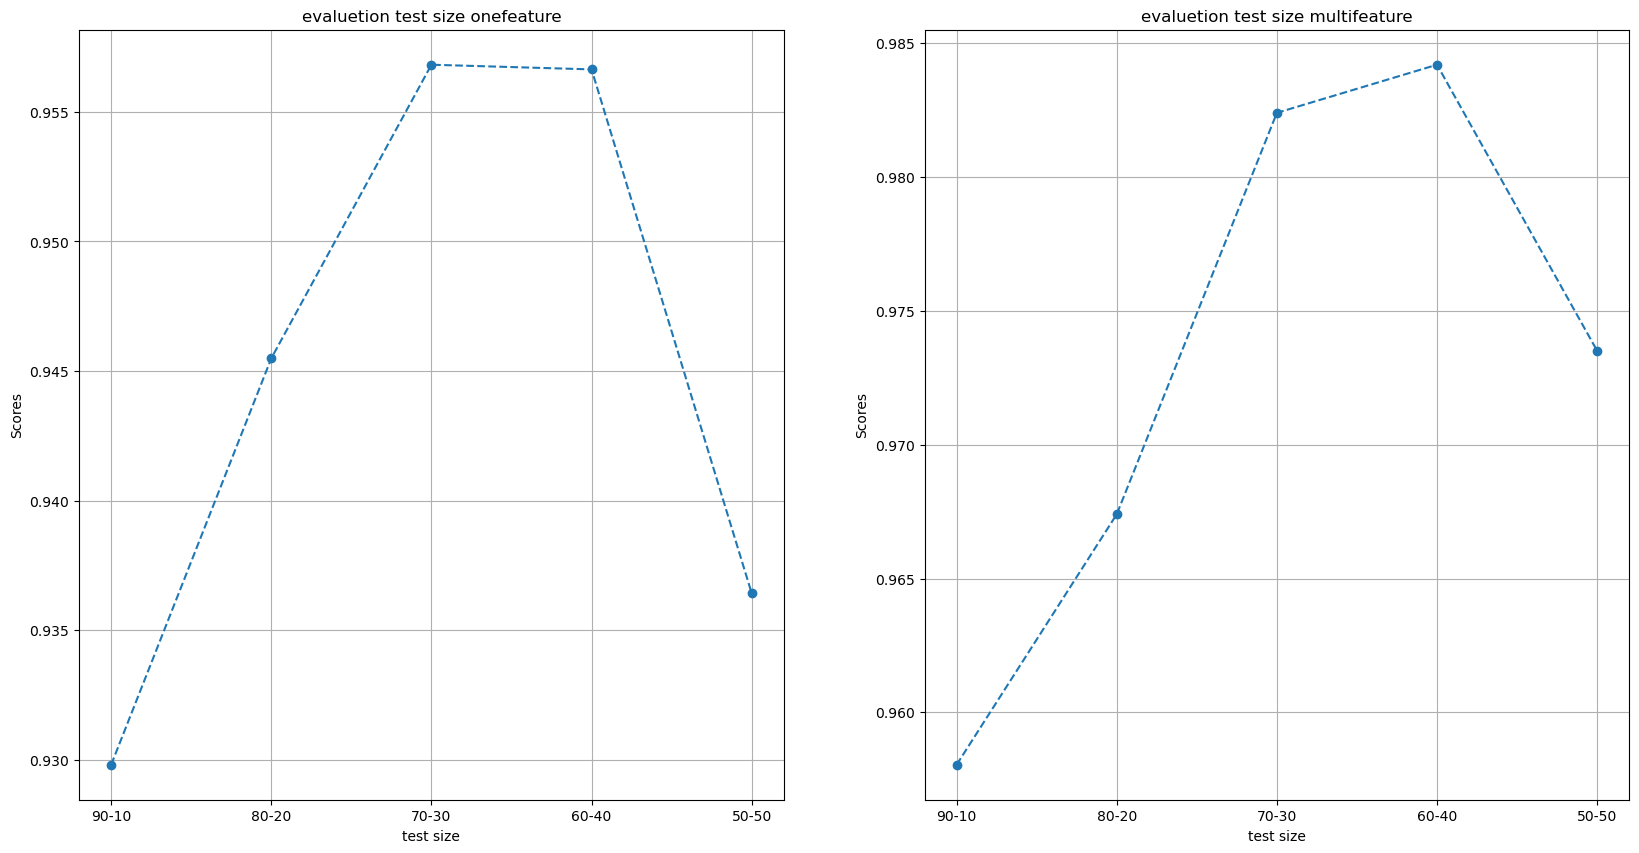 evaluetion test size onefeature
Scores
0.955
0.950
0.945
0.940
0.935
0.930
90-10 80-20 70-30 60-40 50-50
test size
evaluetion test size multifeature
Scores
0.985
0.980
0.975
0.970
0.965
0.960
90-10 80-20 70-30 60-40 50-50
test size